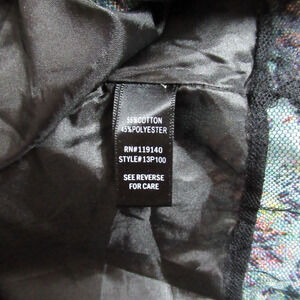 55%COTTON
45%POLYESTER
RN#119140
STYLE#13P100
SEE REVERSE
FOR CARE